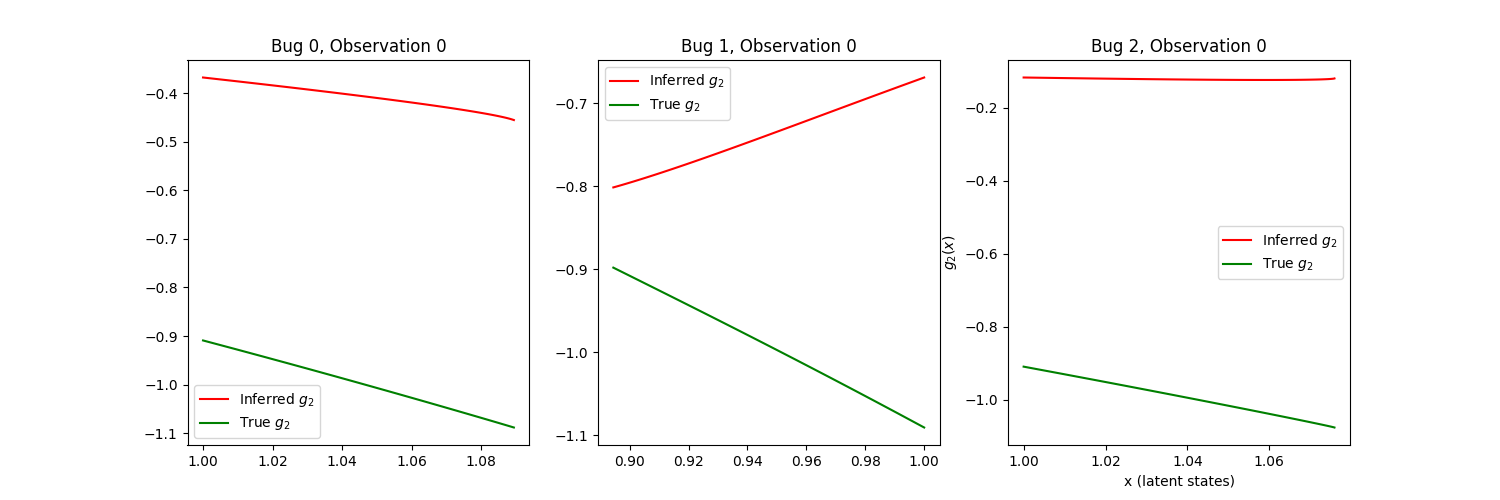 Bug 0, Observation 0
−0.4
−0.5
−0.6
−0.7
−0.8
−0.9
−1.0
−1.1
Inferred g₂
True g₂
1.00 1.02 1.04 1.06 1.08
Bug 1, Observation 0
Inferred g₂
True g₂
−0.7
−0.8
−0.9
−1.0
−1.1
0.90 0.92 0.94 0.96 0.98 1.00
Bug 2, Observation 0
g₂(x)
−0.2
−0.4
−0.6
−0.8
−1.0
Inferred g₂
True g₂
1.00 1.02 1.04 1.06
x (latent states)